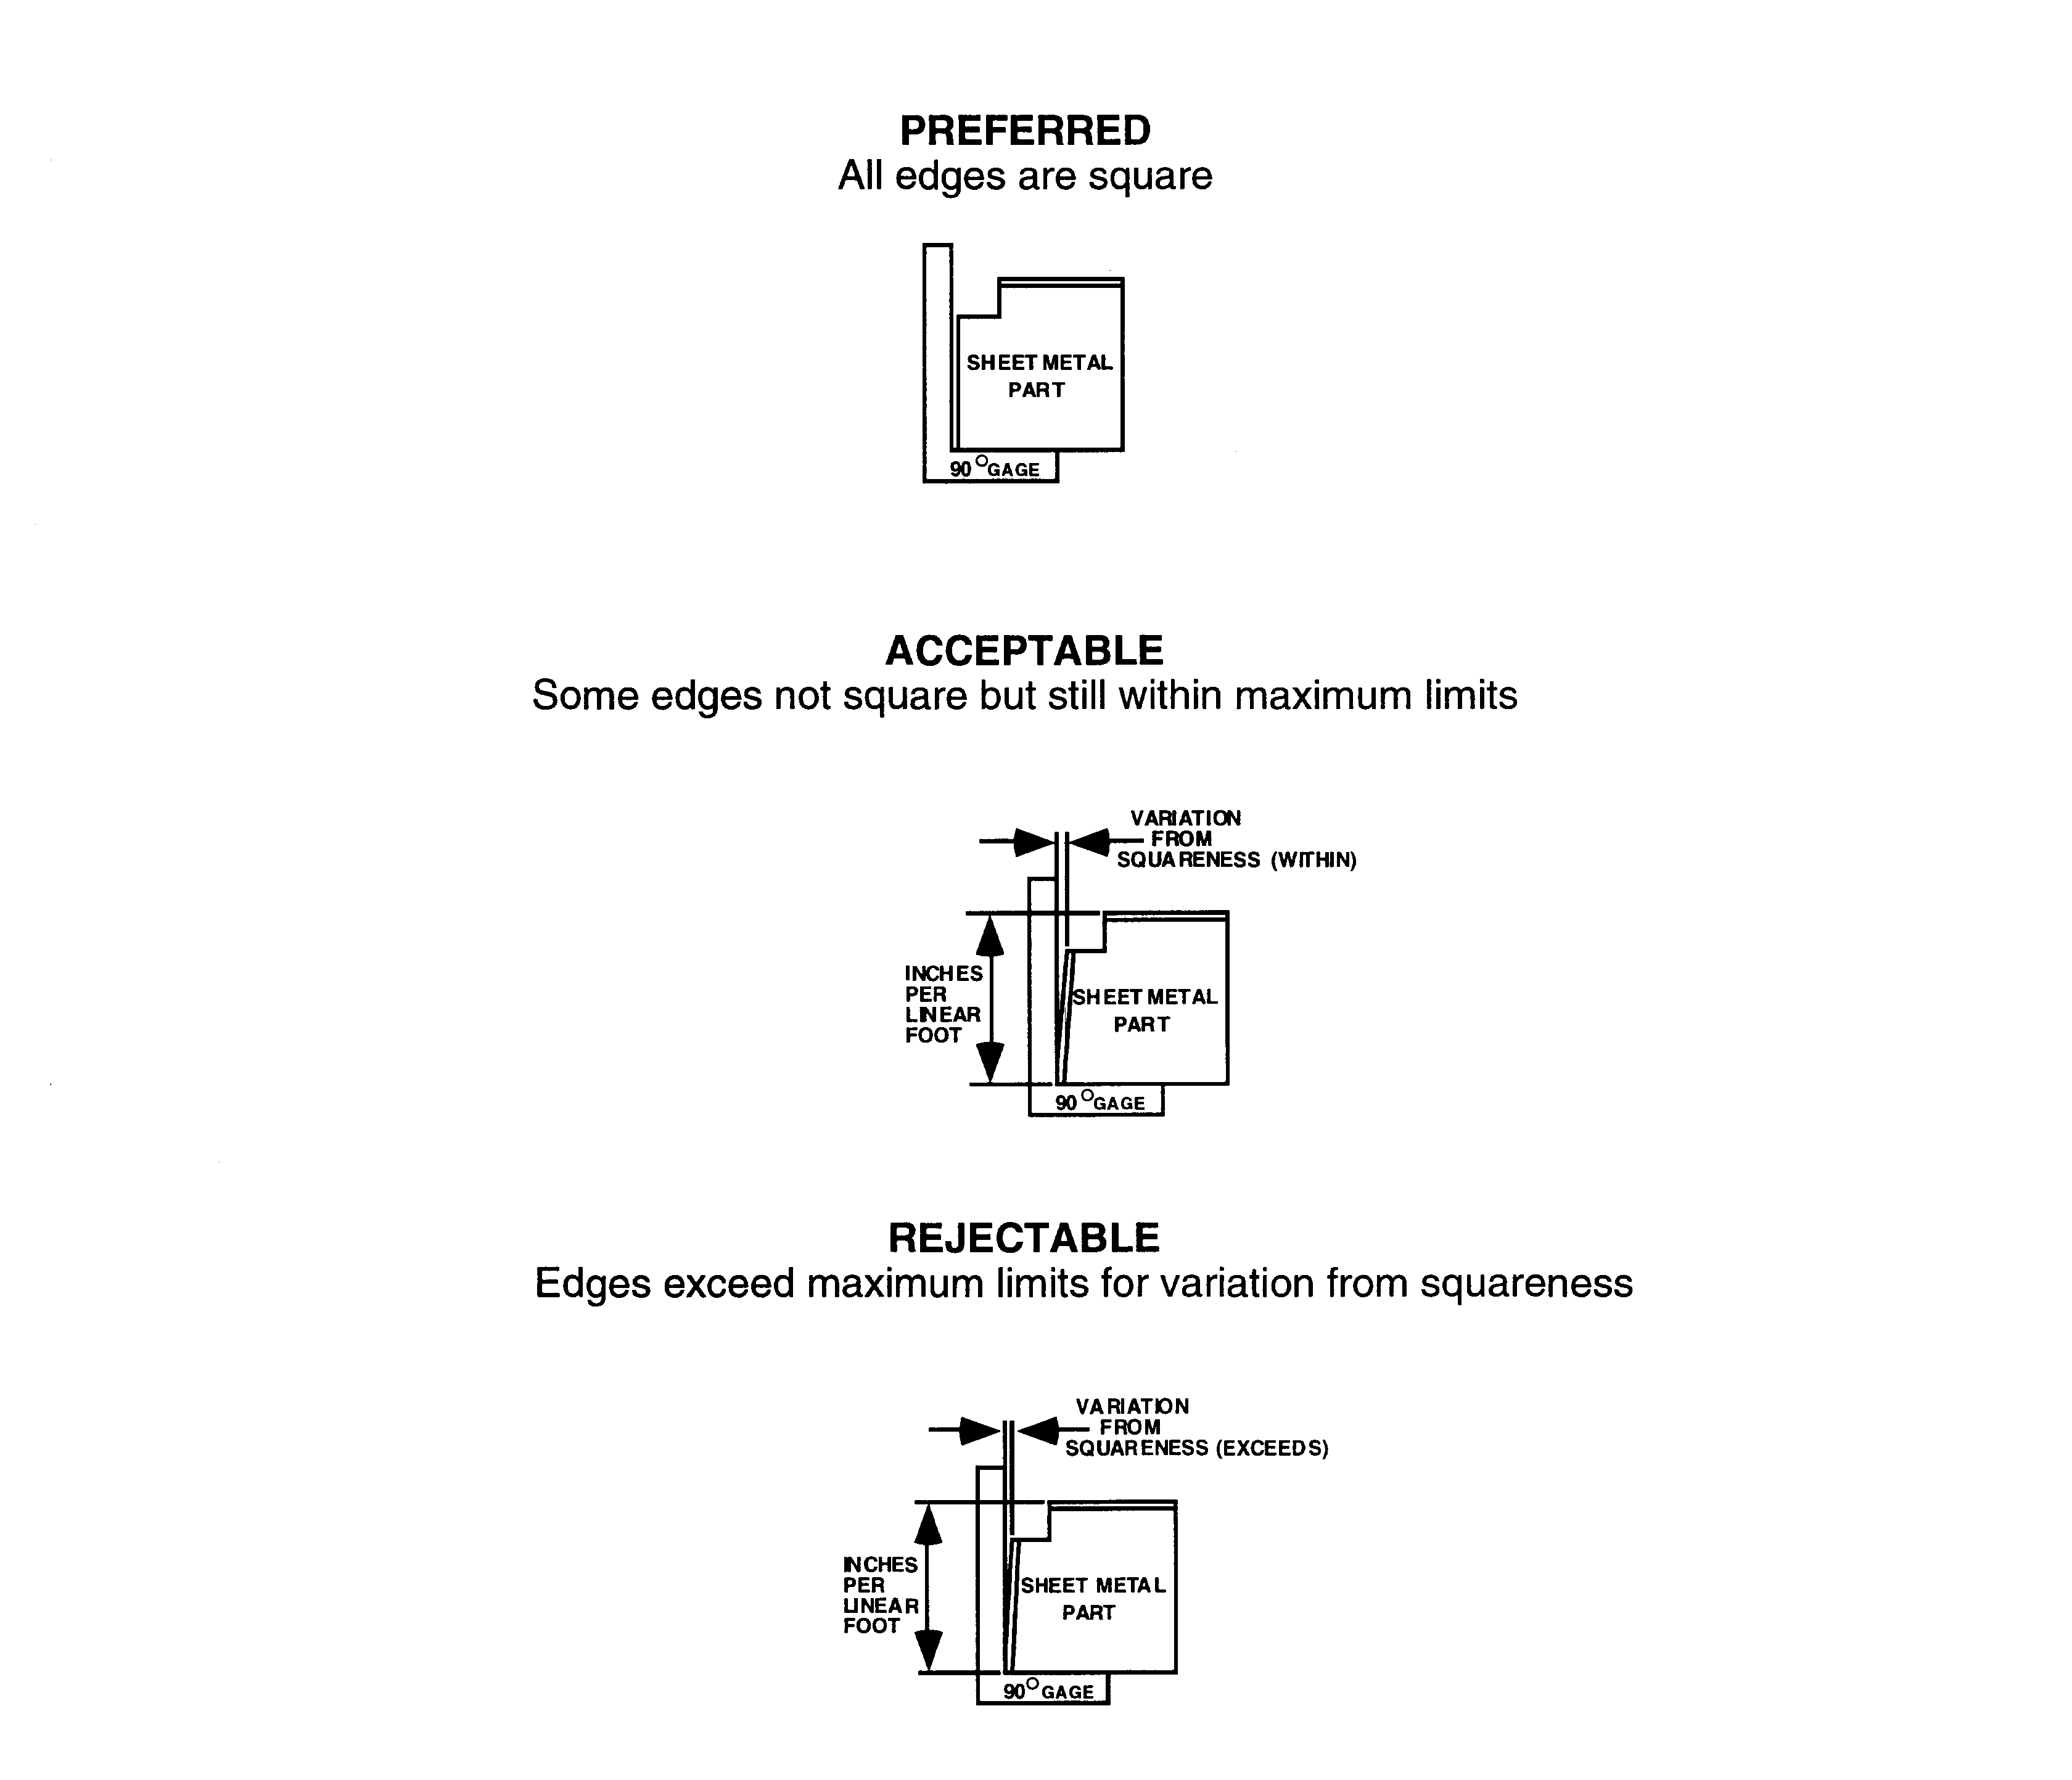 PREFERRED
All edges are square
SHEET METAL
PART
90° GAGE
ACCEPTABLE
Some edges not square but still within maximum limits
VARIATION
FROM
SQUARENESS (WITHIN)
INCHES
PER
LINEAR
FOOT
SHEET METAL
PART
90° GAGE
REJECTABLE
Edges exceed maximum limits for variation from squareness
VARIATION
FROM
SQUARENESS (EXCEEDS)
INCHES
PER
LINEAR
FOOT
SHEET METAL
PART
90° GAGE